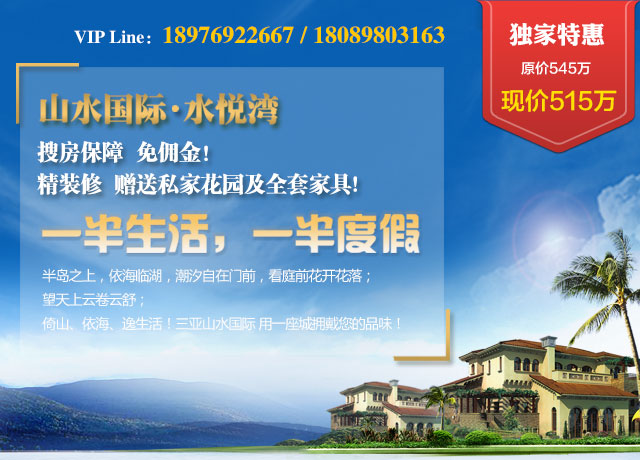 VIP Line：18976922667 / 18089803163
独家特惠
原价545万
现价515万
山水国际·水悦湾
搜房保障 免佣金!
精装修 赠送私家花园及全套家具!
一半生活，一半度假
半岛之上，依海临湖，潮汐自在门前，看庭前花开花落；
望天上云卷云舒；
倚山、依海、逸生活！三亚山水国际 用一座城拥戴您的品味！